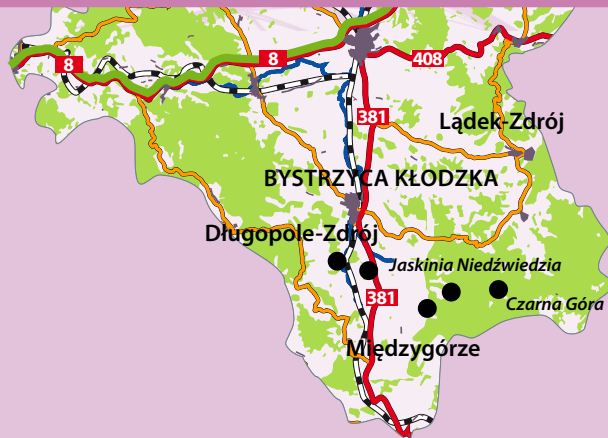 8
8
408
381
Lądek-Zdrój
BYSTRZYCA KŁODZKA
Długopole-Zdrój
Jaskinia Niedźwiedzia
381
Czarna Góra
Międzygórze